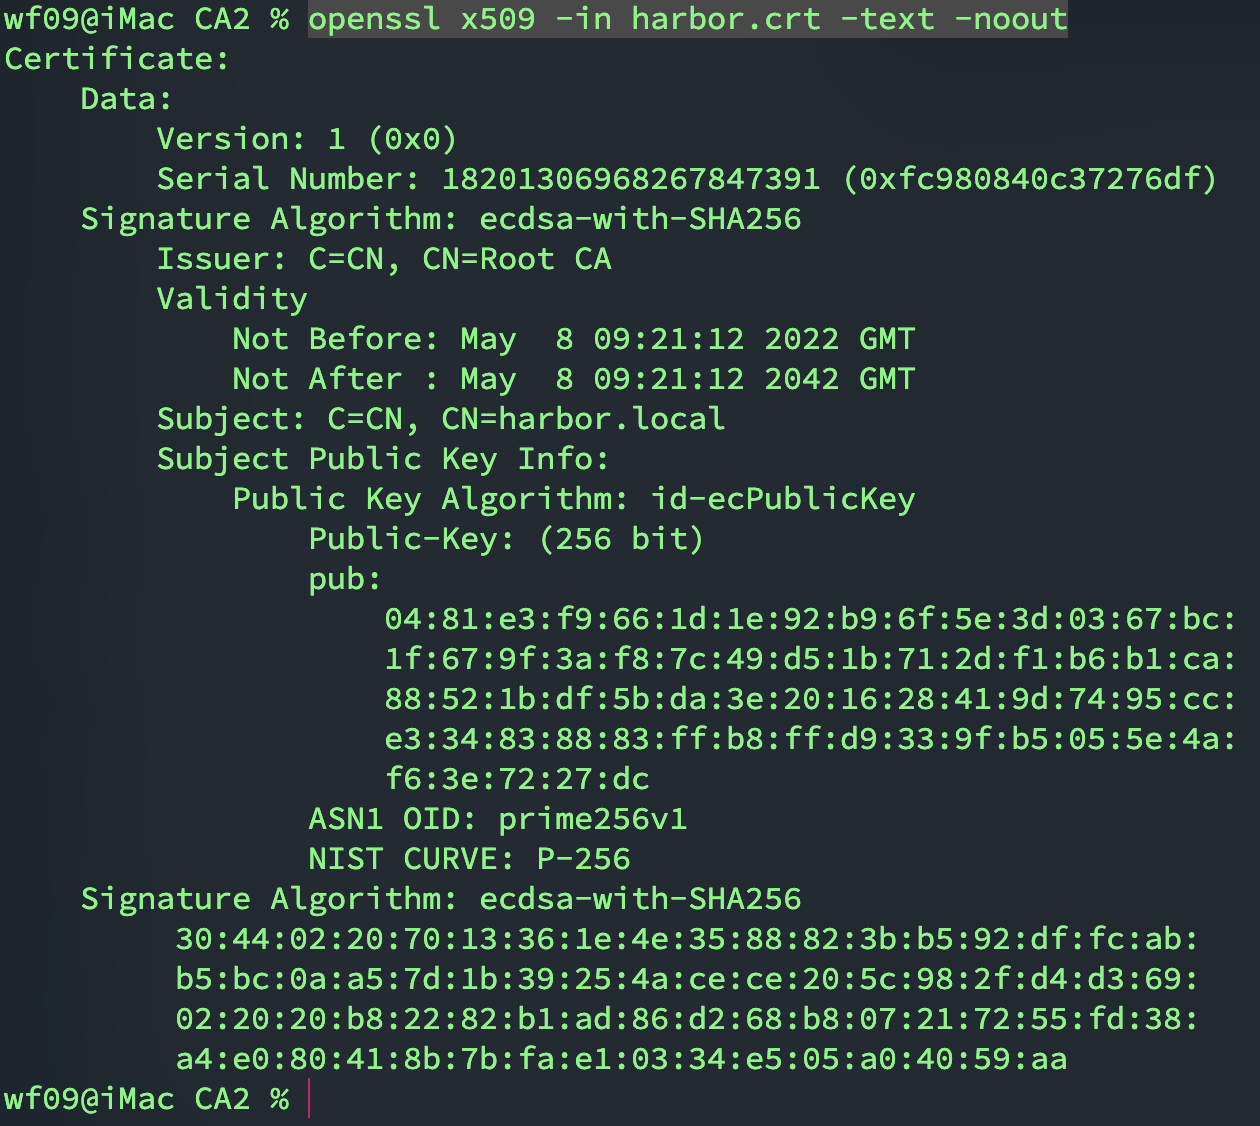 wf09@iMac CA2 % openssl x509 -in harbor.crt -text -noout
Certificate:
    Data:
        Version: 1 (0x0)
        Serial Number: 18201306968267847391 (0xfc980840c37276df)
    Signature Algorithm: ecdsa-with-SHA256
        Issuer: C=CN, CN=Root CA
        Validity
            Not Before: May  8 09:21:12 2022 GMT
            Not After : May  8 09:21:12 2042 GMT
        Subject: C=CN, CN=harbor.local
        Subject Public Key Info:
            Public Key Algorithm: id-ecPublicKey
                Public-Key: (256 bit)
                pub:
                    04:81:e3:f9:66:1d:1e:92:b9:6f:5e:3d:03:67:bc:
                    1f:67:9f:3a:f8:7c:49:d5:1b:71:2d:f1:b6:b1:ca:
                    88:52:1b:df:5b:da:3e:20:16:28:41:9d:74:95:cc:
                    e3:34:83:88:83:ff:b8:ff:d9:33:9f:b5:05:5e:4a:
                    f6:3e:72:27:dc
                ASN1 OID: prime256v1
                NIST CURVE: P-256
    Signature Algorithm: ecdsa-with-SHA256
         30:44:02:20:70:13:36:1e:4e:35:88:82:3b:b5:92:df:fc:ab:
         b5:bc:0a:a5:7d:1b:39:25:4a:ce:ce:20:5c:98:2f:d4:d3:69:
         02:20:20:b8:22:82:b1:ad:86:d2:68:b8:07:21:72:55:fd:38:
         a4:e0:80:41:8b:7b:fa:e1:03:34:e5:05:a0:40:59:aa
wf09@iMac CA2 %